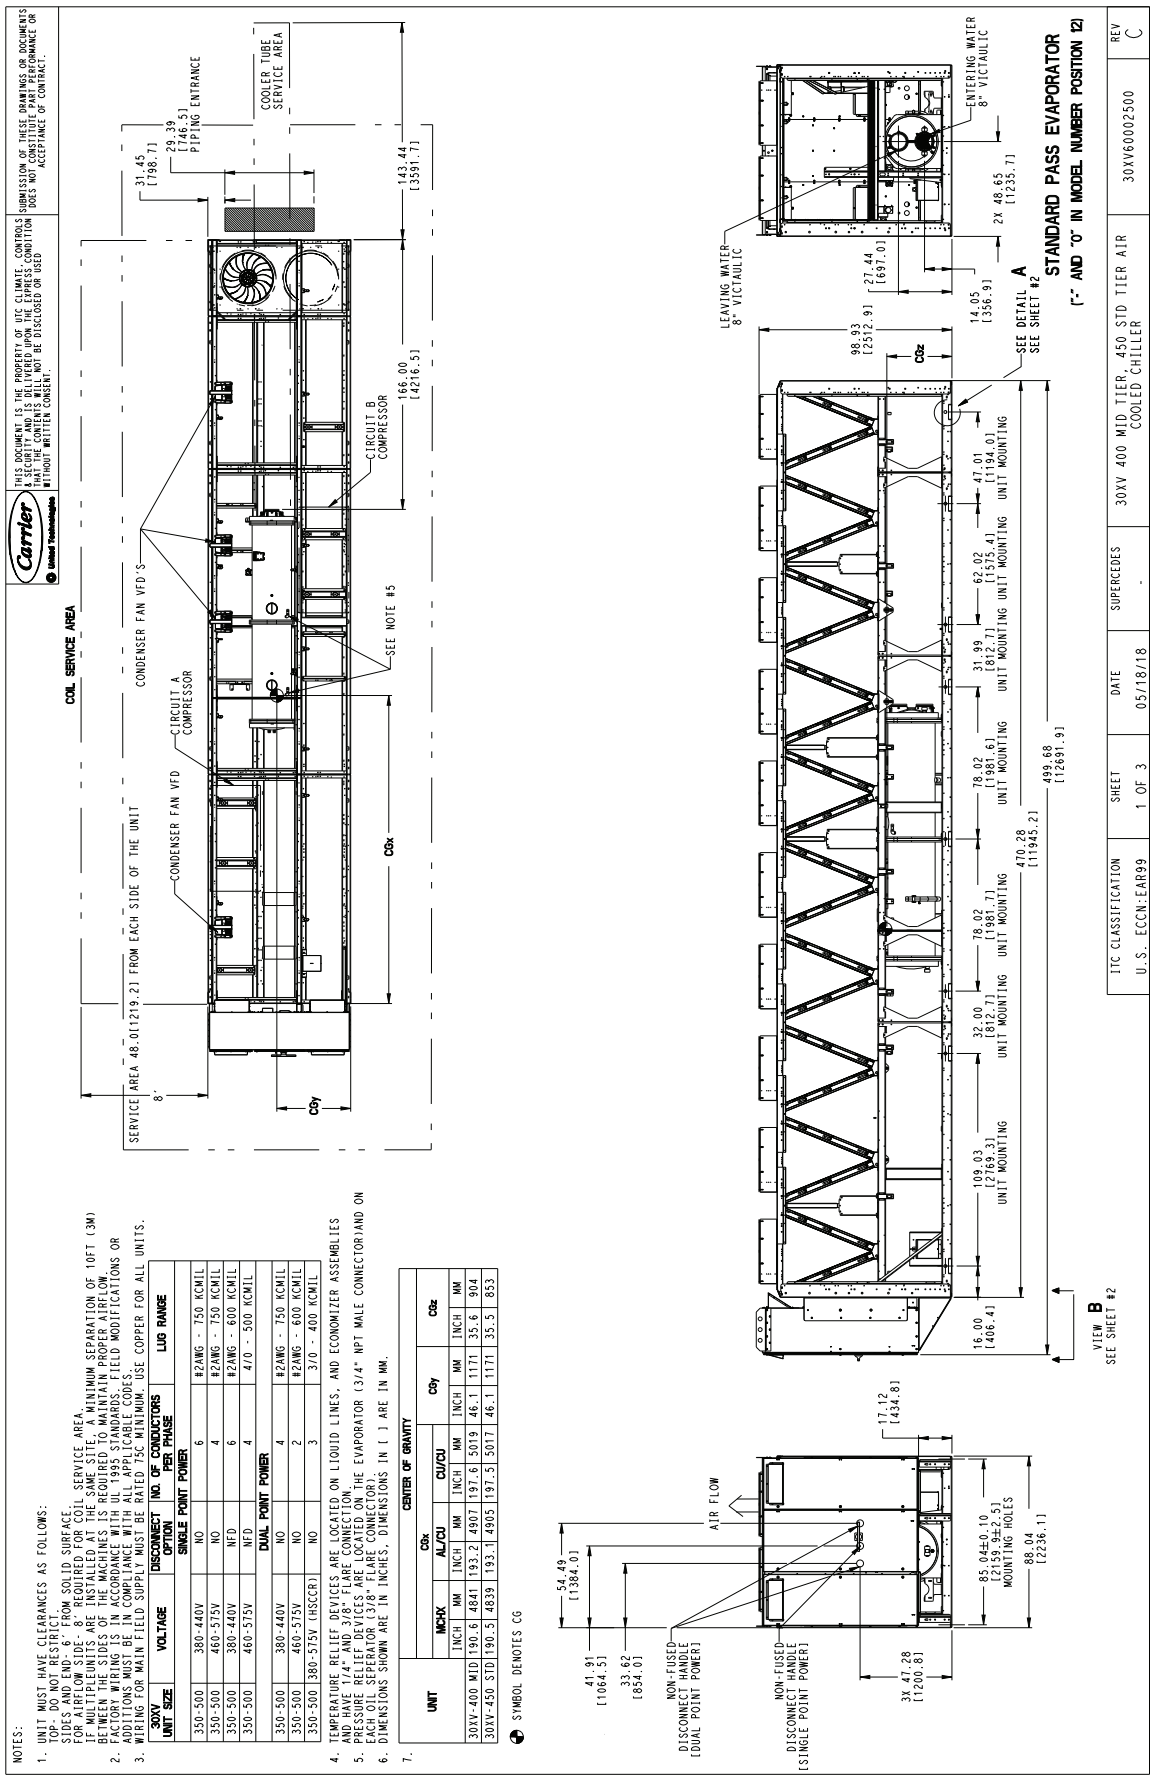 NOTES:
1. UNIT MUST HAVE CLEARANCES AS FOLLOWS:
TOP- DO NOT RESTRICT.
SIDES AND END- 6' FROM SOLID SURFACE.
FOR AIRFLOW SIDE- 8' REQUIRED FOR COIL SERVICE AREA.
IF MULTIPLEUNITS ARE INSTALLED AT THE SAME SITE, A MINIMUM SEPARATION OF 10FT (3M)
BETWEEN THE SIDES OF THE MACHINES IS REQUIRED TO MAINTAIN PROPER AIRFLOW.
2. FACTORY WIRING IS IN ACCORDANCE WITH UL 1995 STANDARDS. FIELD MODIFICATIONS OR
ADDITIONS MUST BE IN COMPLIANCE WITH ALL APPLICABLE CODES.
3. WIRING FOR MAIN FIELD SUPPLY MUST BE RATED 75C MINIMUM. USE COPPER FOR ALL UNITS.
30XV UNIT SIZE VOLTAGE DISCONNECT OPTION NO. OF CONDUCTORS PER PHASE LUG RANGE
SINGLE POINT POWER
350-500 380-440V NO 6 #2AWG - 750 KCMIL
350-500 460-575V NO 4 #2AWG - 750 KCMIL
350-500 380-440V NFD 6 #2AWG - 600 KCMIL
350-500 460-575V NFD 4 4/0 - 500 KCMIL
DUAL POINT POWER
350-500 380-440V NO 4 #2AWG - 750 KCMIL
350-500 460-575V NO 2 #2AWG - 600 KCMIL
350-500 380-575V (HSCCR) NO 3 3/0 - 400 KCMIL
4. TEMPERATURE RELIEF DEVICES ARE LOCATED ON LIQUID LINES, AND ECONOMIZER ASSEMBLIES
AND HAVE 1/4" AND 3/8" FLARE CONNECTION.
5. PRESSURE RELIEF DEVICES ARE LOCATED ON THE EVAPORATOR (3/4" NPT MALE CONNECTOR)AND ON
EACH OIL SEPERATOR (3/8" FLARE CONNECTOR).
6. DIMENSIONS SHOWN ARE IN INCHES, DIMENSIONS IN [ ] ARE IN MM.
7.
CENTER OF GRAVITY
UNIT CGx CGy CGz
MCHX AL/CU CU/CU
INCH MM INCH MM INCH MM INCH MM INCH MM
30XV-400 MID 190.6 4841 193.2 4907 197.6 5019 46.1 1171 35.6 904
30XV-450 STD 190.5 4839 193.1 4905 197.5 5017 46.1 1171 35.5 853
SYMBOL DENOTES CG
Carrier
United Technologies
THIS DOCUMENT IS THE PROPERTY OF UTC CLIMATE, CONTROLS
& SECURITY AND IS DELIVERED UPON THE EXPRESS CONDITION
THAT THE CONTENTS WILL NOT BE DISCLOSED OR USED
WITHOUT WRITTEN CONSENT.
SUBMISSION OF THESE DRAWINGS OR DOCUMENTS
DOES NOT CONSTITUTE PART PERFORMANCE OR
ACCEPTANCE OF CONTRACT.
COIL SERVICE AREA
8'
SERVICE AREA 48.0[1219.2] FROM EACH SIDE OF THE UNIT
CONDENSER FAN VFD'S
CONDENSER FAN VFD
CIRCUIT A
COMPRESSOR
CIRCUIT B
COMPRESSOR
SEE NOTE #5
CGx
CGy
31.45
[798.7]
29.39
[746.5]
PIPING ENTRANCE
COOLER TUBE
SERVICE AREA
166.00
[4216.5]
143.44
[3591.7]
AIR FLOW
54.49
[1384.0]
41.91
[1064.5]
33.62
[854.0]
NON-FUSED
DISCONNECT HANDLE
[DUAL POINT POWER]
NON-FUSED
DISCONNECT HANDLE
[SINGLE POINT POWER]
3X 47.28
[1200.8]
17.12
[434.8]
85.04±0.10
[2159.9±2.5]
MOUNTING HOLES
88.04
[2236.1]
VIEW B
SEE SHEET #2
16.00
[406.4]
109.03
[2769.3]
UNIT MOUNTING
32.00
[812.7]
UNIT MOUNTING
78.02
[1981.7]
UNIT MOUNTING
78.02
[1981.6]
UNIT MOUNTING
31.99
[812.7]
UNIT MOUNTING
62.02
[1575.4]
UNIT MOUNTING
47.01
[1194.0]
UNIT MOUNTING
470.28
[11945.2]
499.68
[12691.9]
SEE DETAIL A
SEE SHEET #2
98.93
[2512.9]
CGz
LEAVING WATER
8" VICTAULIC
ENTERING WATER
8" VICTAULIC
27.44
[697.0]
14.05
[356.9]
2X 48.65
[1235.7]
STANDARD PASS EVAPORATOR
("-" AND "0" IN MODEL NUMBER POSITION 12)
ITC CLASSIFICATION
U.S. ECCN:EAR99
SHEET
1 OF 3
DATE
05/18/18
SUPERCEDES
-
30XV 400 MID TIER, 450 STD TIER AIR
COOLED CHILLER
30XV60002500
REV
C